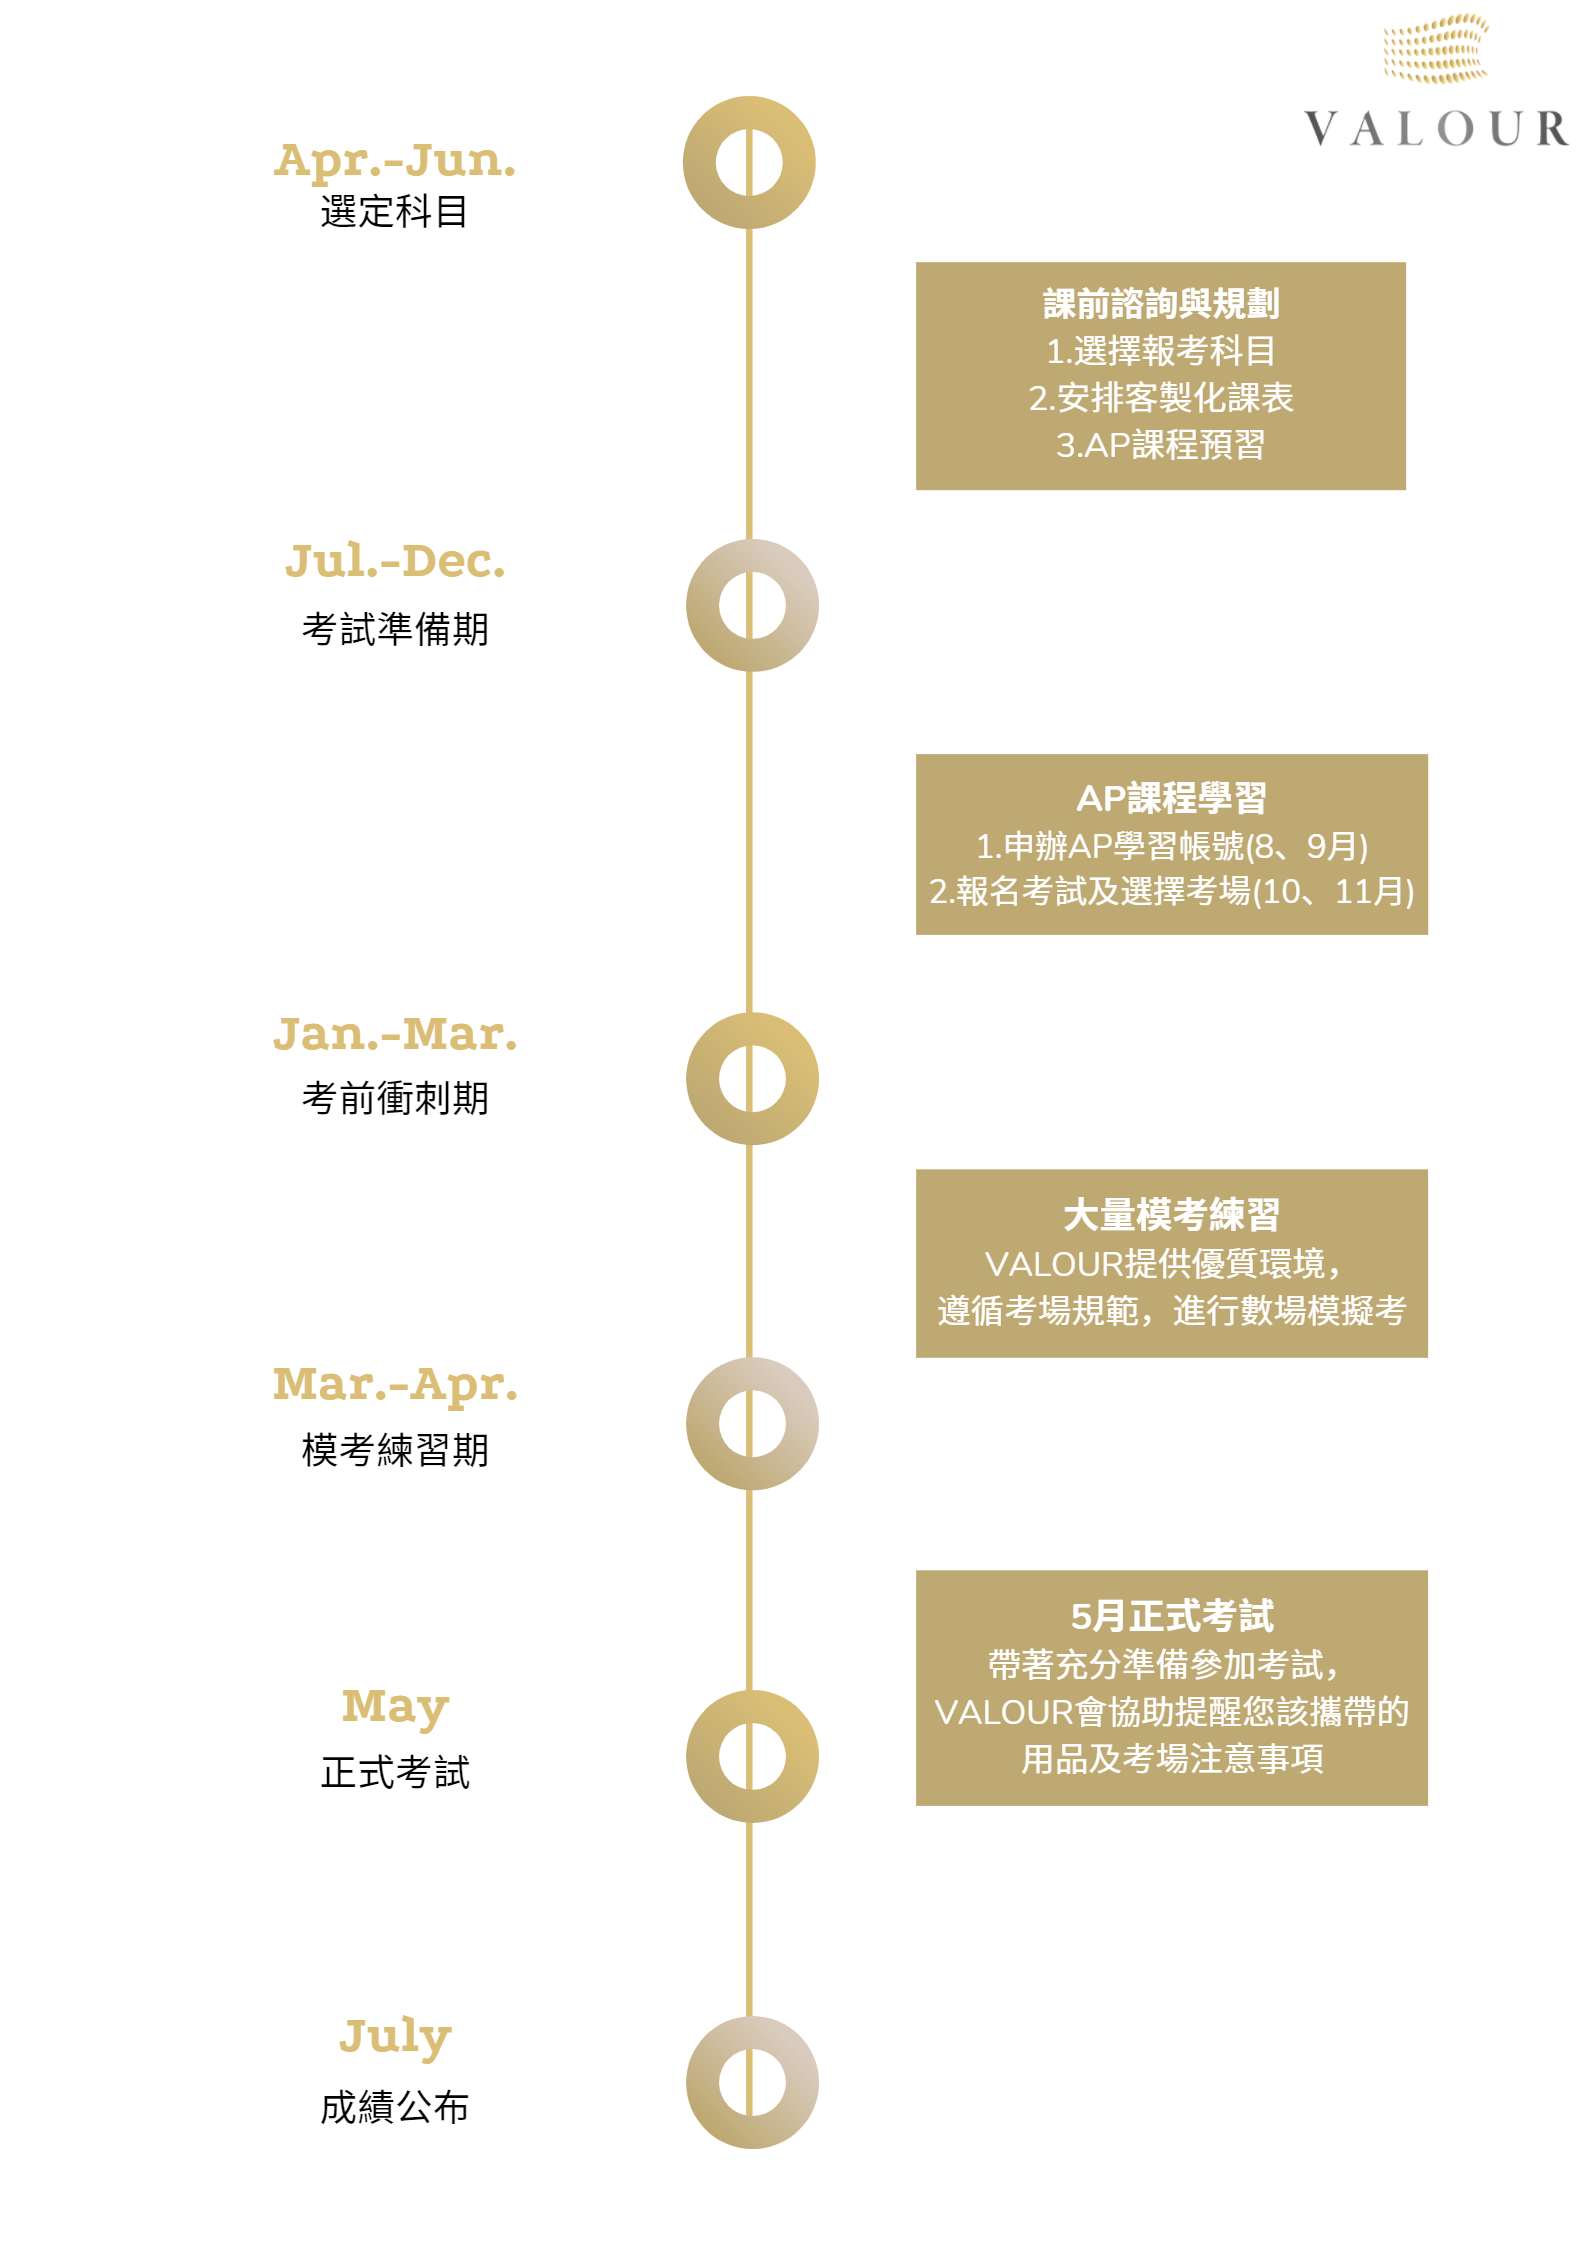 VALOUR
Apr.-Jun.
選定科目
課前諮詢與規劃
1.選擇報考科目
2.安排客製化課表
3.AP課程預習
Jul.-Dec.
考試準備期
AP課程學習
1.申辦AP學習帳號(8、9月)
2.報名考試及選擇考場(10、11月)
Jan.-Mar.
考前衝刺期
大量模考練習
VALOUR提供優質環境，
遵循考場規範，進行數場模擬考
Mar.-Apr.
模考練習期
5月正式考試
帶著充分準備參加考試，
VALOUR會協助提醒您該攜帶的
用品及考場注意事項
May
正式考試
July
成績公布